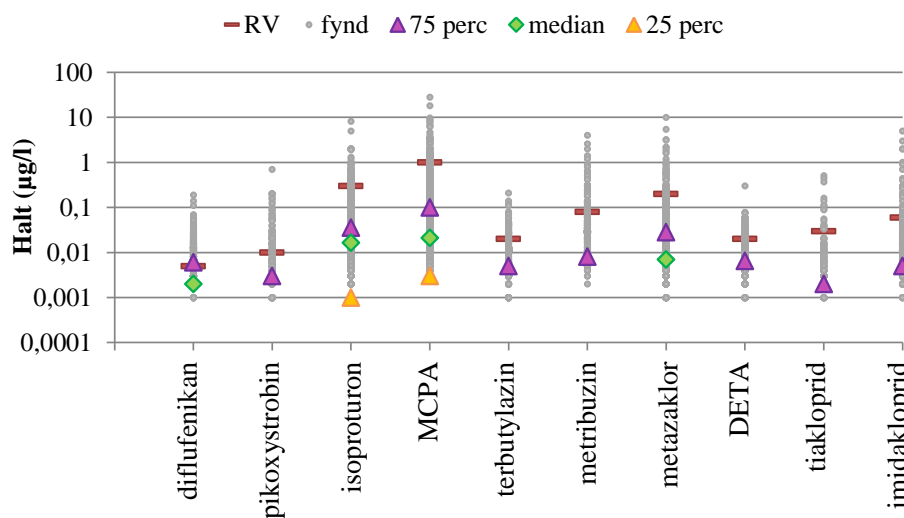 RV fynd 75 perc median 25 perc
100
10
1
0,1
0,01
0,001
0,0001
Halt (µg/l)
diflufenikan
pikoxystrobin
isoproturon
MCPA
terbutylazin
metribuzin
metazaklor
DETA
tiakloprid
imidakloprid